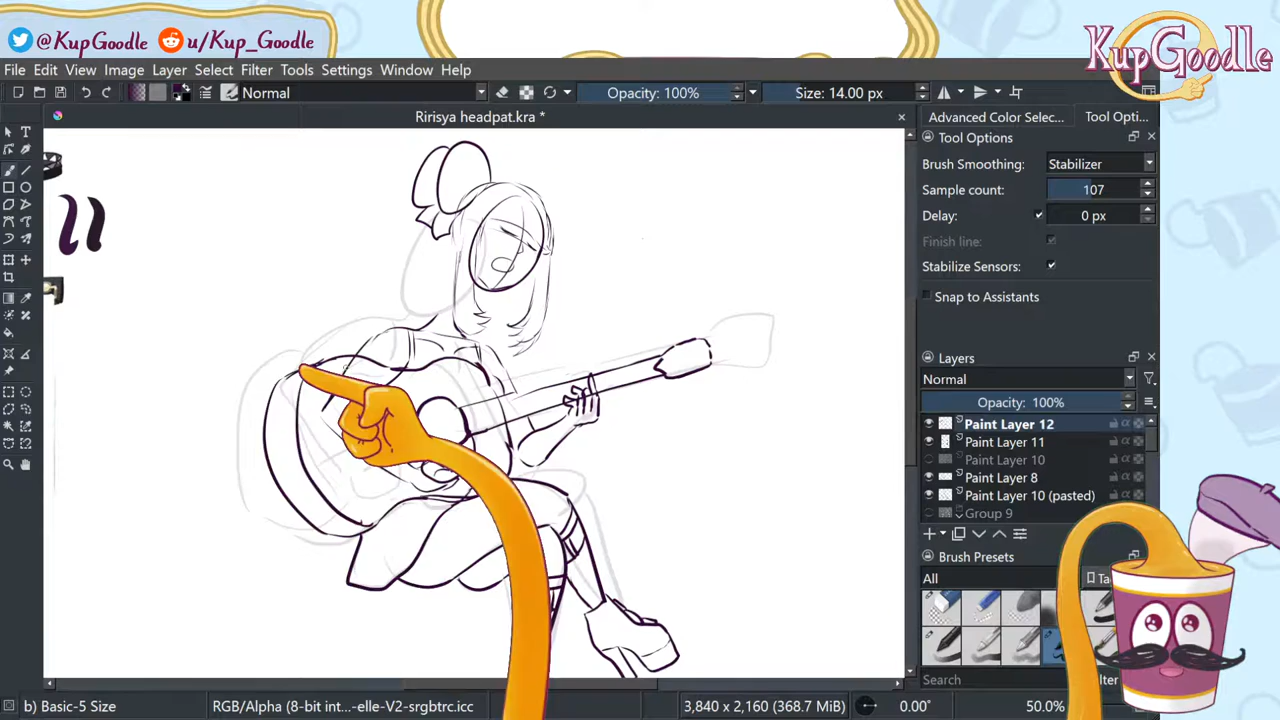 @KupGoodle u/Kup_Goodle
KupGoodle
File Edit View Image Layer Select Filter Tools Settings Window Help
Normal Opacity: 100% Size: 14.00 px
Ririsya headpat.kra * Advanced Color Selec... Tool Opti...
Tool Options
Brush Smoothing: Stabilizer
Sample count: 107
Delay: 0 px
Finish line:
Stabilize Sensors:
Snap to Assistants
Layers
Normal
Opacity: 100%
Paint Layer 12
Paint Layer 11
Paint Layer 10
Paint Layer 8
Paint Layer 10 (pasted)
Group 9
Brush Presets
All
Search
b) Basic-5 Size RGB/Alpha (8-bit int...-elle-V2-srgbtrc.icc 3,840 x 2,160 (368.7 MiB) 0.00° 50.0%